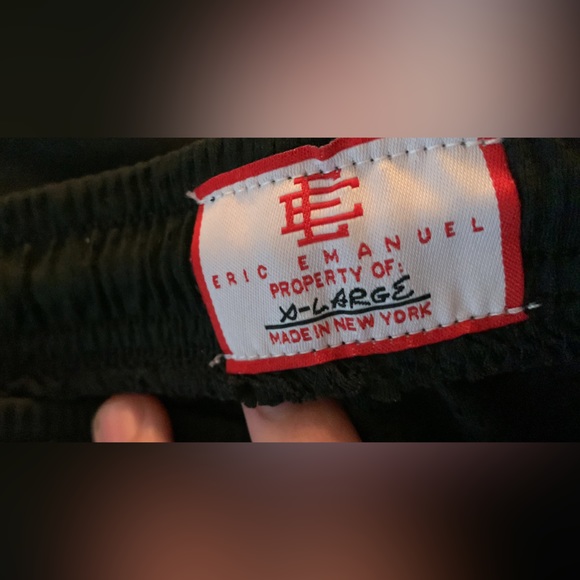 EE
ERIC EMANUEL
PROPERTY OF:
X-LARGE
MADE IN NEW YORK